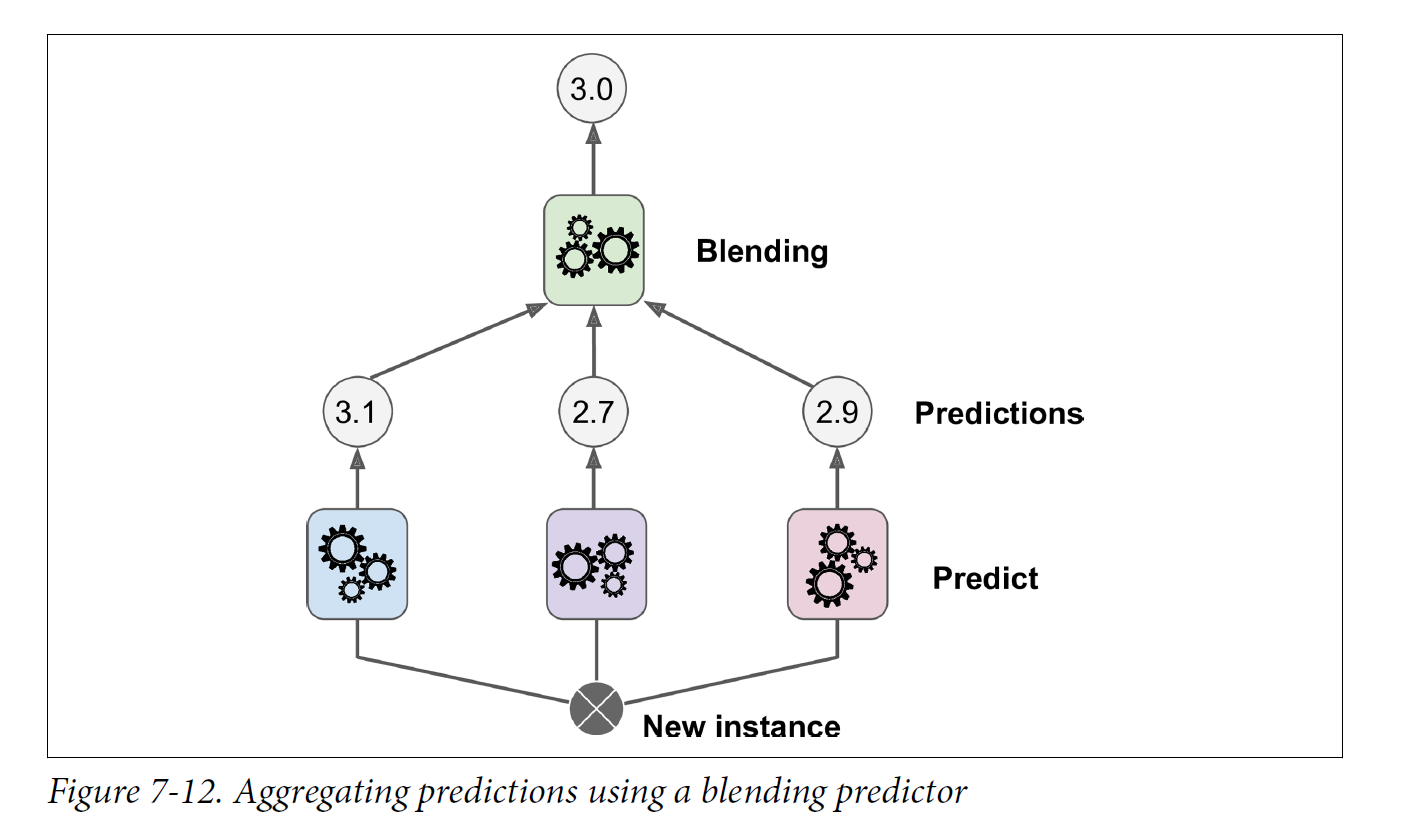 3.0
Blending
3.1
2.7
2.9
Predictions
Predict
New instance
Figure 7-12. Aggregating predictions using a blending predictor